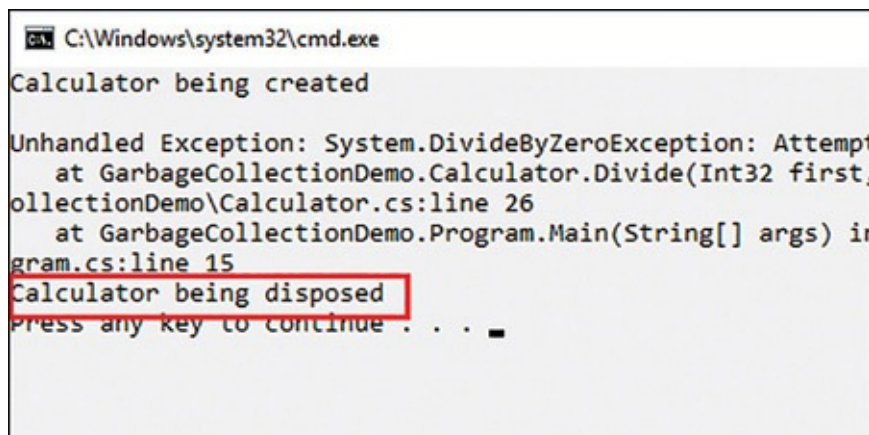 C:\Windows\system32\cmd.exe
Calculator being created
Unhandled Exception: System.DivideByZeroException: Attempt
at GarbageCollectionDemo.Calculator.Divide(Int32 first,
ollectionDemo\Calculator.cs:line 26
at GarbageCollectionDemo.Program.Main(String[] args) in
gram.cs:line 15
Calculator being disposed
Press any key to continue . . .